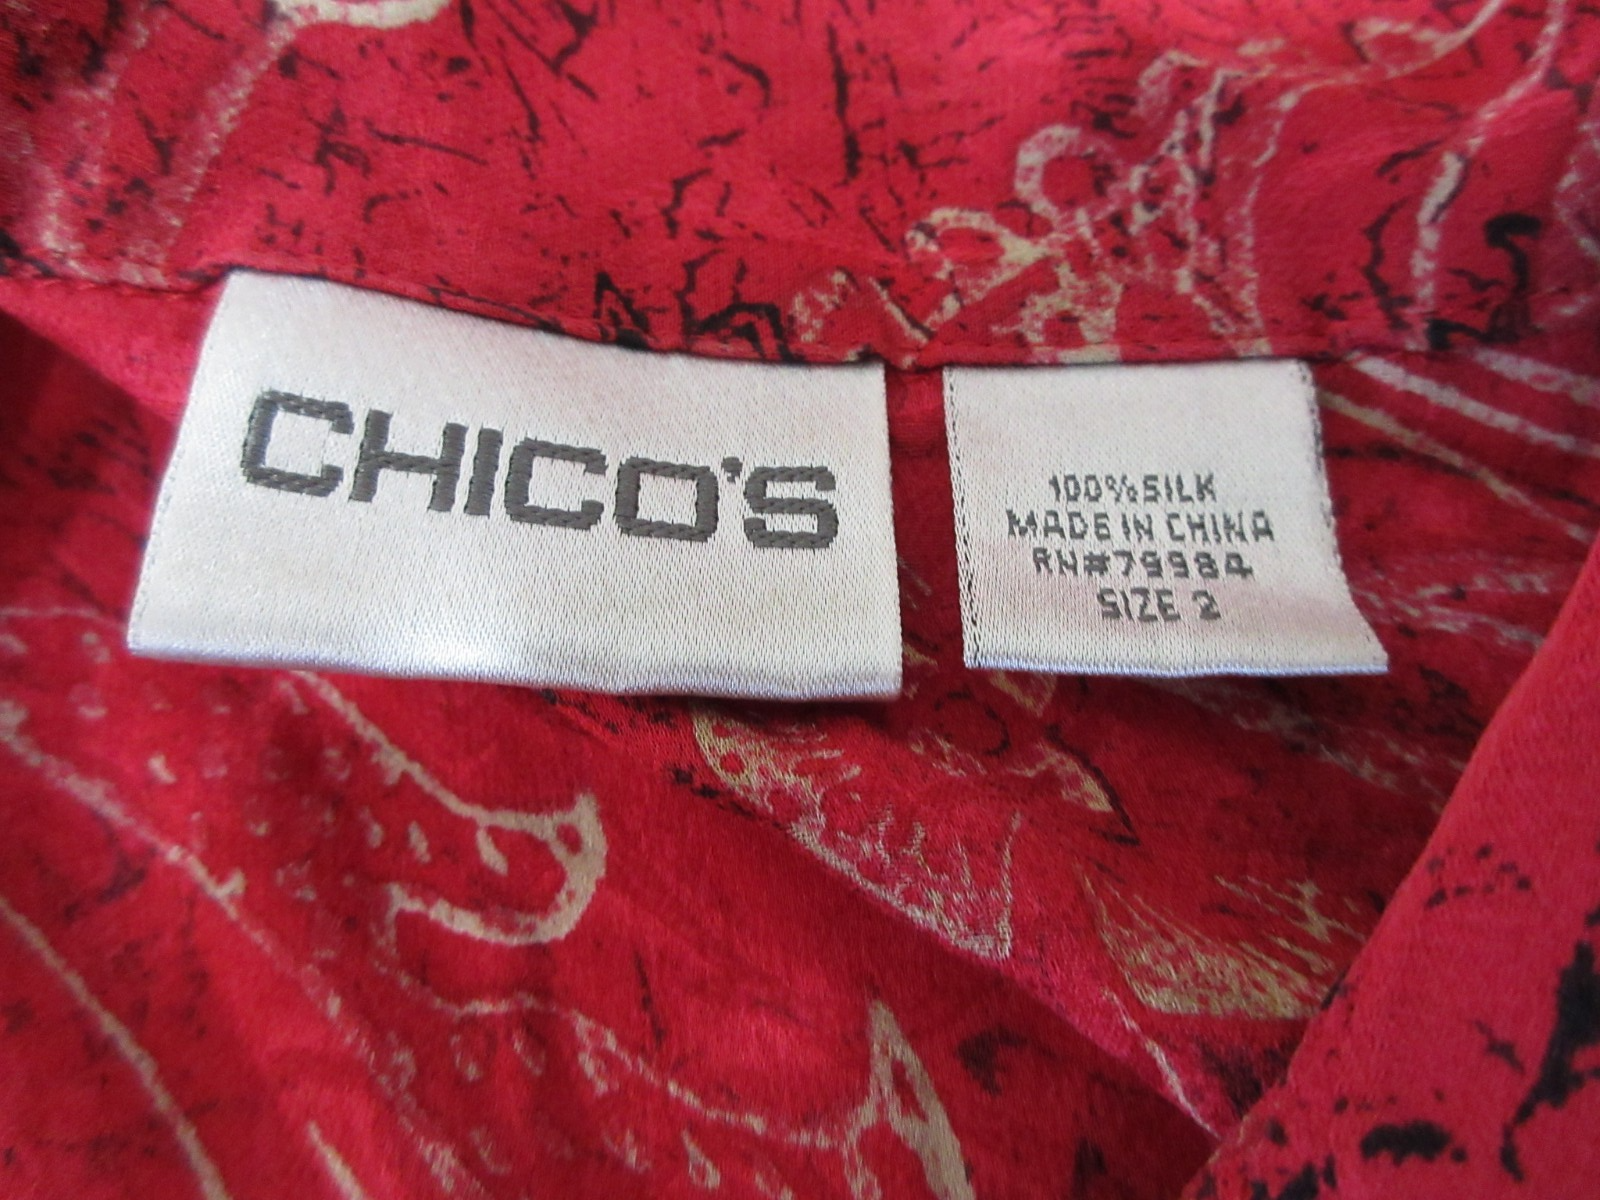 CHICO'S
100% SILK
MADE IN CHINA
RN#79984
SIZE 2